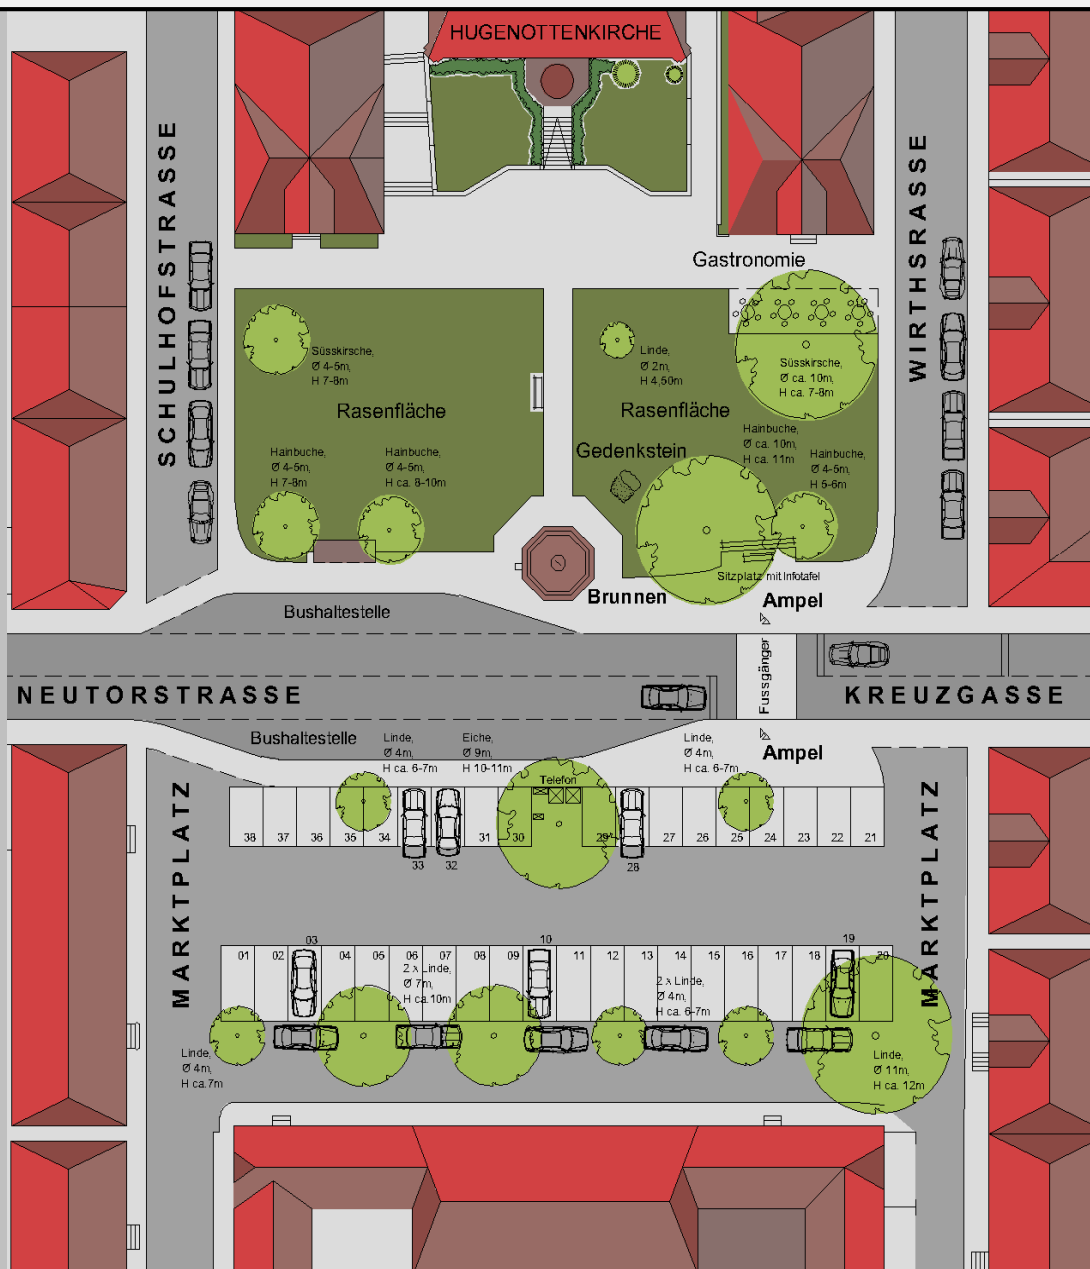 HUGENOTTENKIRCHE
SCHULHOFSTRASSE
WIRTHSRASSE
Gastronomie
Süsskirsche,
Ø 4-5m,
H 7-8m
Linde,
Ø 2m,
H 4,50m
Süsskirsche,
Ø ca. 10m,
H ca. 7-8m
Rasenfläche
Rasenfläche
Gedenkstein
Hainbuche,
Ø ca. 10m,
H ca. 11m
Hainbuche,
Ø 4-5m,
H 7-8m
Hainbuche,
Ø 4-5m,
H ca. 8-10m
Hainbuche,
Ø 4-5m,
H 5-6m
Sitzplatz mit Infotafel
Brunnen
Ampel
Bushaltestelle
Fussgänger
NEUTORSTRASSE
KREUZGASSE
Bushaltestelle
Linde,
Ø 4m,
H ca. 6-7m
Eiche,
Ø 9m,
H 10-11m
Linde,
Ø 4m,
H ca. 6-7m
Ampel
Telefon
MARKTPLATZ
MARKTPLATZ
38 37 36 35 34 33 32 31 30 29 28 27 26 25 24 23 22 21
01 02 03 04 05 06 07 08 09 10 11 12 13 14 15 16 17 18 19 20
2 x Linde,
Ø 7m,
H ca.10m
2 x Linde,
Ø 4m,
H ca. 6-7m
Linde,
Ø 4m,
H ca.7m
Linde,
Ø 11m,
H ca. 12m